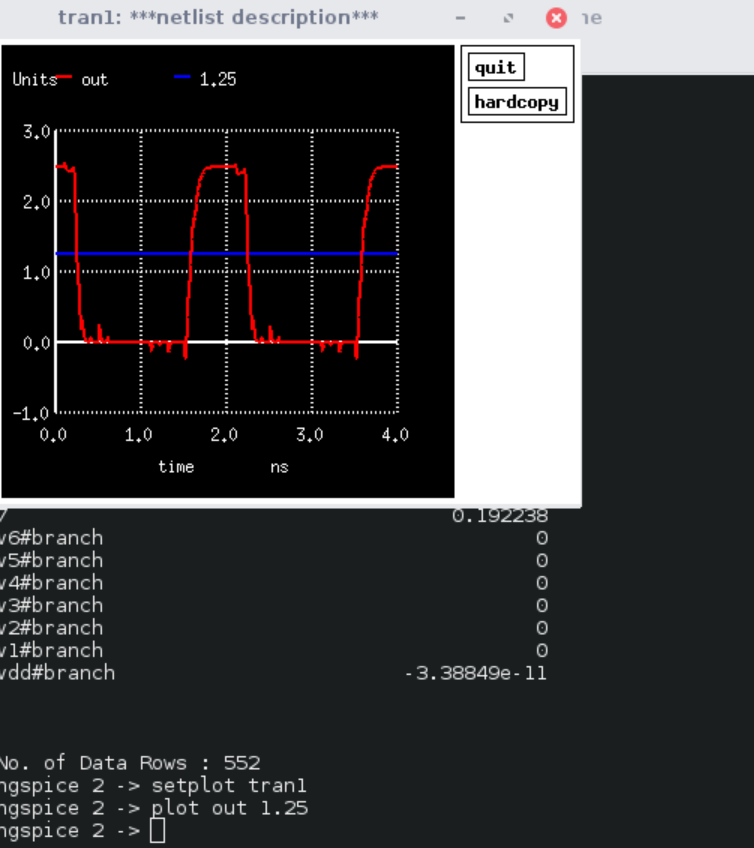 tran1: ***netlist description***
ne
quit
hardcopy
Units out 1.25
3.0
2.0
1.0
0.0
-1.0
0.0 1.0 2.0 3.0 4.0
time ns
7 0.192238
v6#branch 0
v5#branch 0
v4#branch 0
v3#branch 0
v2#branch 0
v1#branch 0
vdd#branch -3.38849e-11
No. of Data Rows : 552
ngspice 2 -> setplot tran1
ngspice 2 -> plot out 1.25
ngspice 2 ->